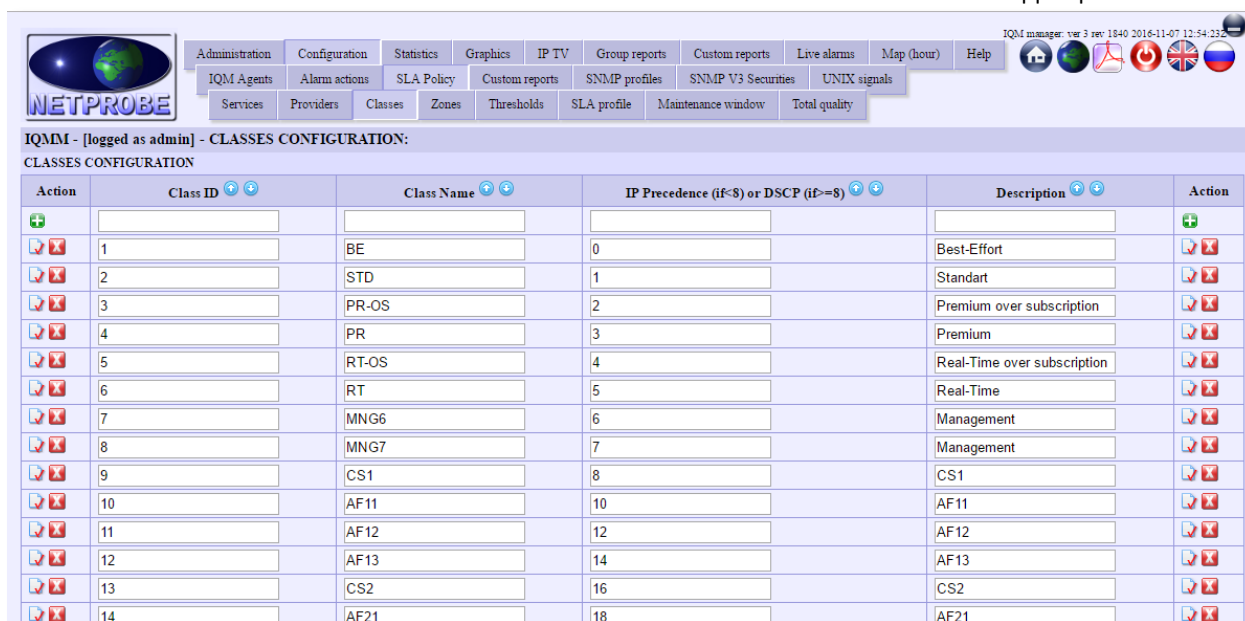 IQM manager: ver 3 rev 1840 2016-11-07 12:54:232
NETPROBE
Administration Configuration Statistics Graphics IP TV Group reports Custom reports Live alarms Map (hour) Help
IQM Agents Alarm actions SLA Policy Custom reports SNMP profiles SNMP V3 Securities UNIX signals
Services Providers Classes Zones Thresholds SLA profile Maintenance window Total quality
IQMM - [logged as admin] - CLASSES CONFIGURATION:
CLASSES CONFIGURATION
Action Class ID Class Name IP Precedence (if<8) or DSCP (if>=8) Description Action
1 BE 0 Best-Effort
2 STD 1 Standart
3 PR-OS 2 Premium over subscription
4 PR 3 Premium
5 RT-OS 4 Real-Time over subscription
6 RT 5 Real-Time
7 MNG6 6 Management
8 MNG7 7 Management
9 CS1 8 CS1
10 AF11 10 AF11
11 AF12 12 AF12
12 AF13 14 AF13
13 CS2 16 CS2
14 AF21 18 AF21